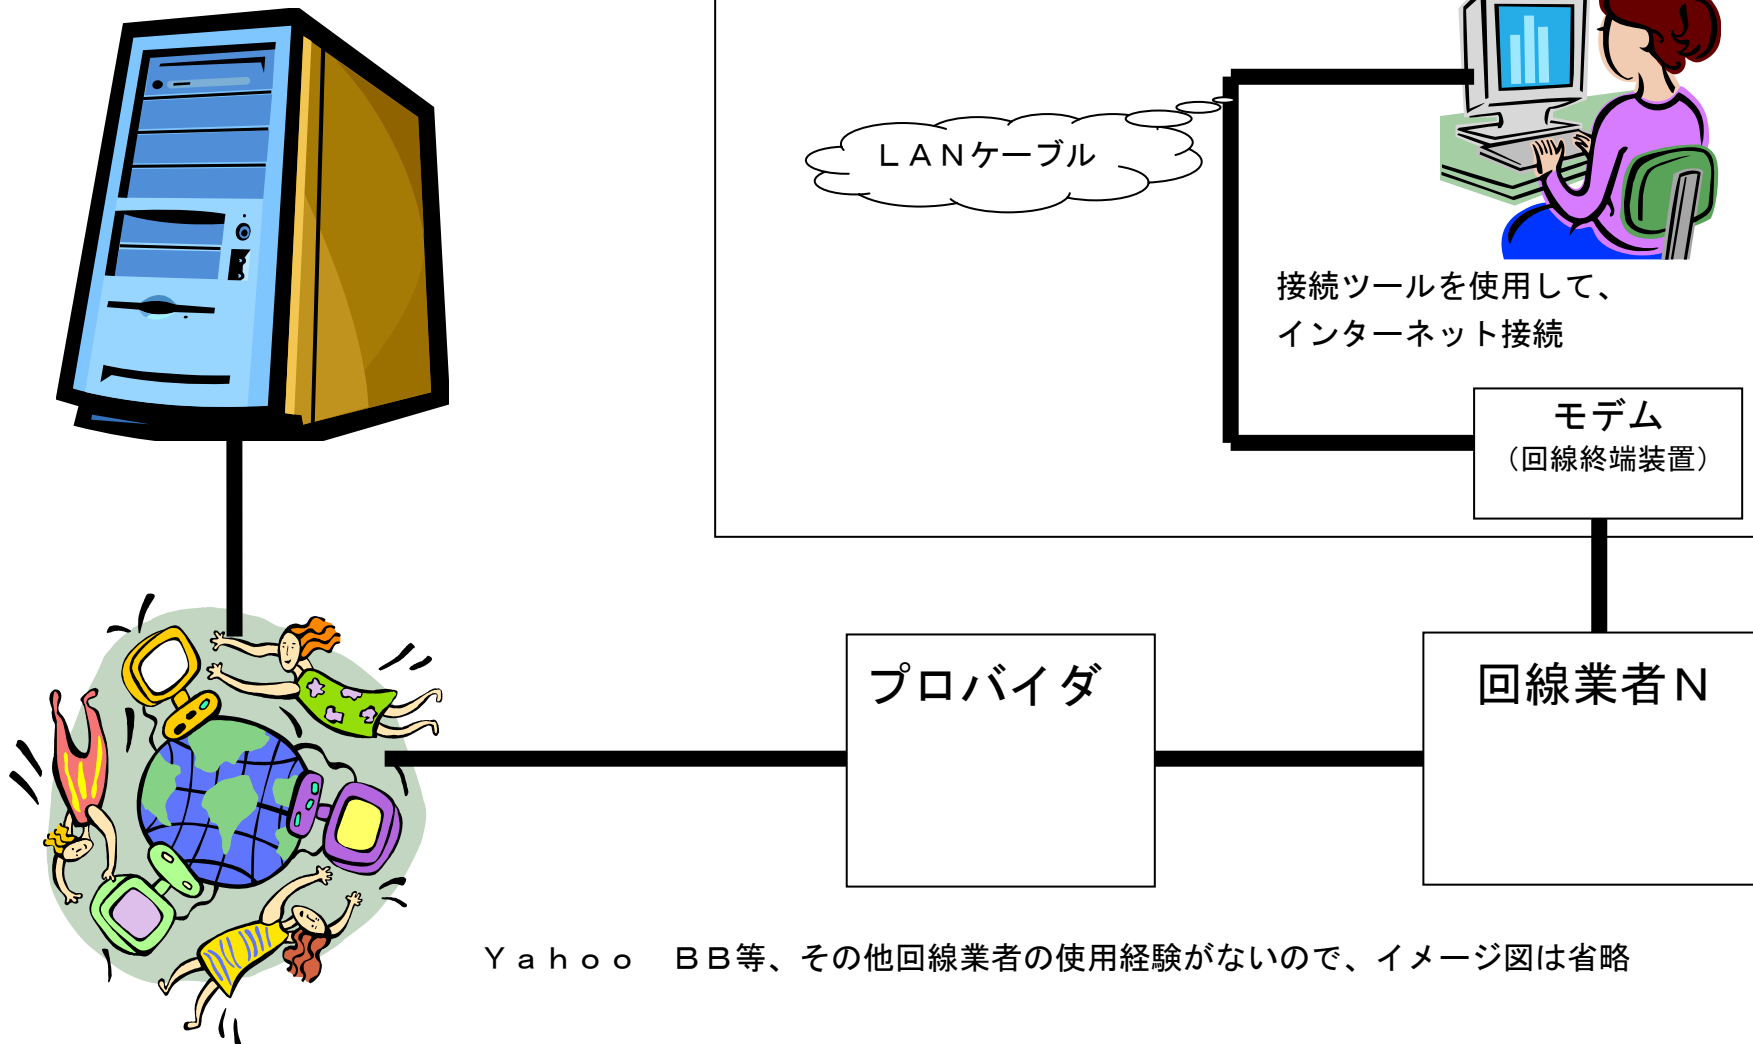 ＬＡＮケーブル
接続ツールを使用して、
インターネット接続
モデム
（回線終端装置）
プロバイダ
回線業者Ｎ
Ｙａｈｏｏ　ＢＢ等、その他回線業者の使用経験がないので、イメージ図は省略